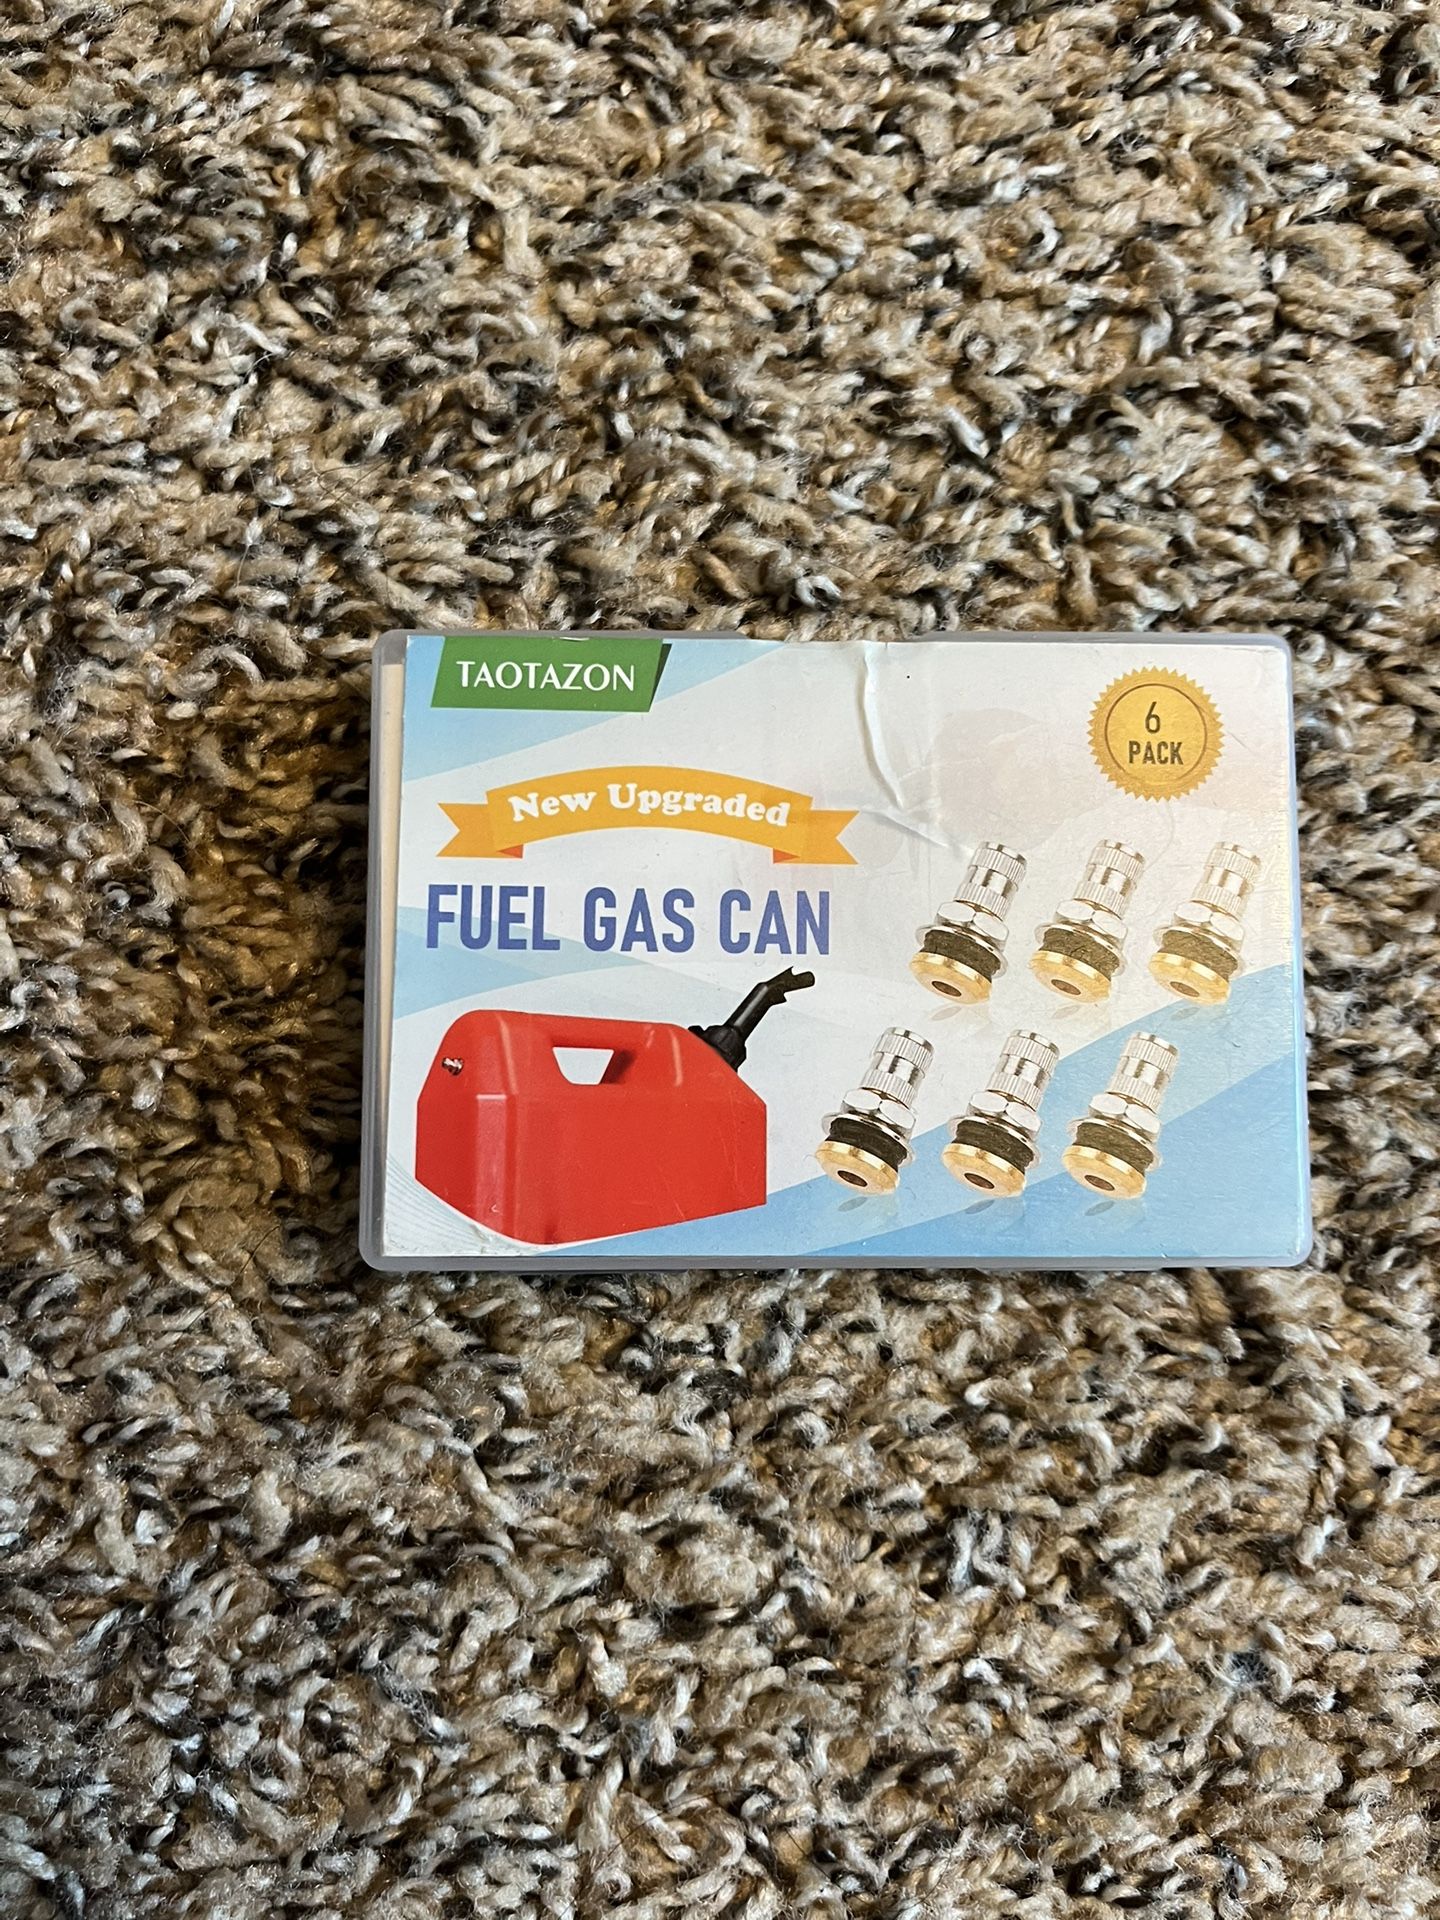 TAOTAZON
6
PACK
New Upgraded
FUEL GAS CAN